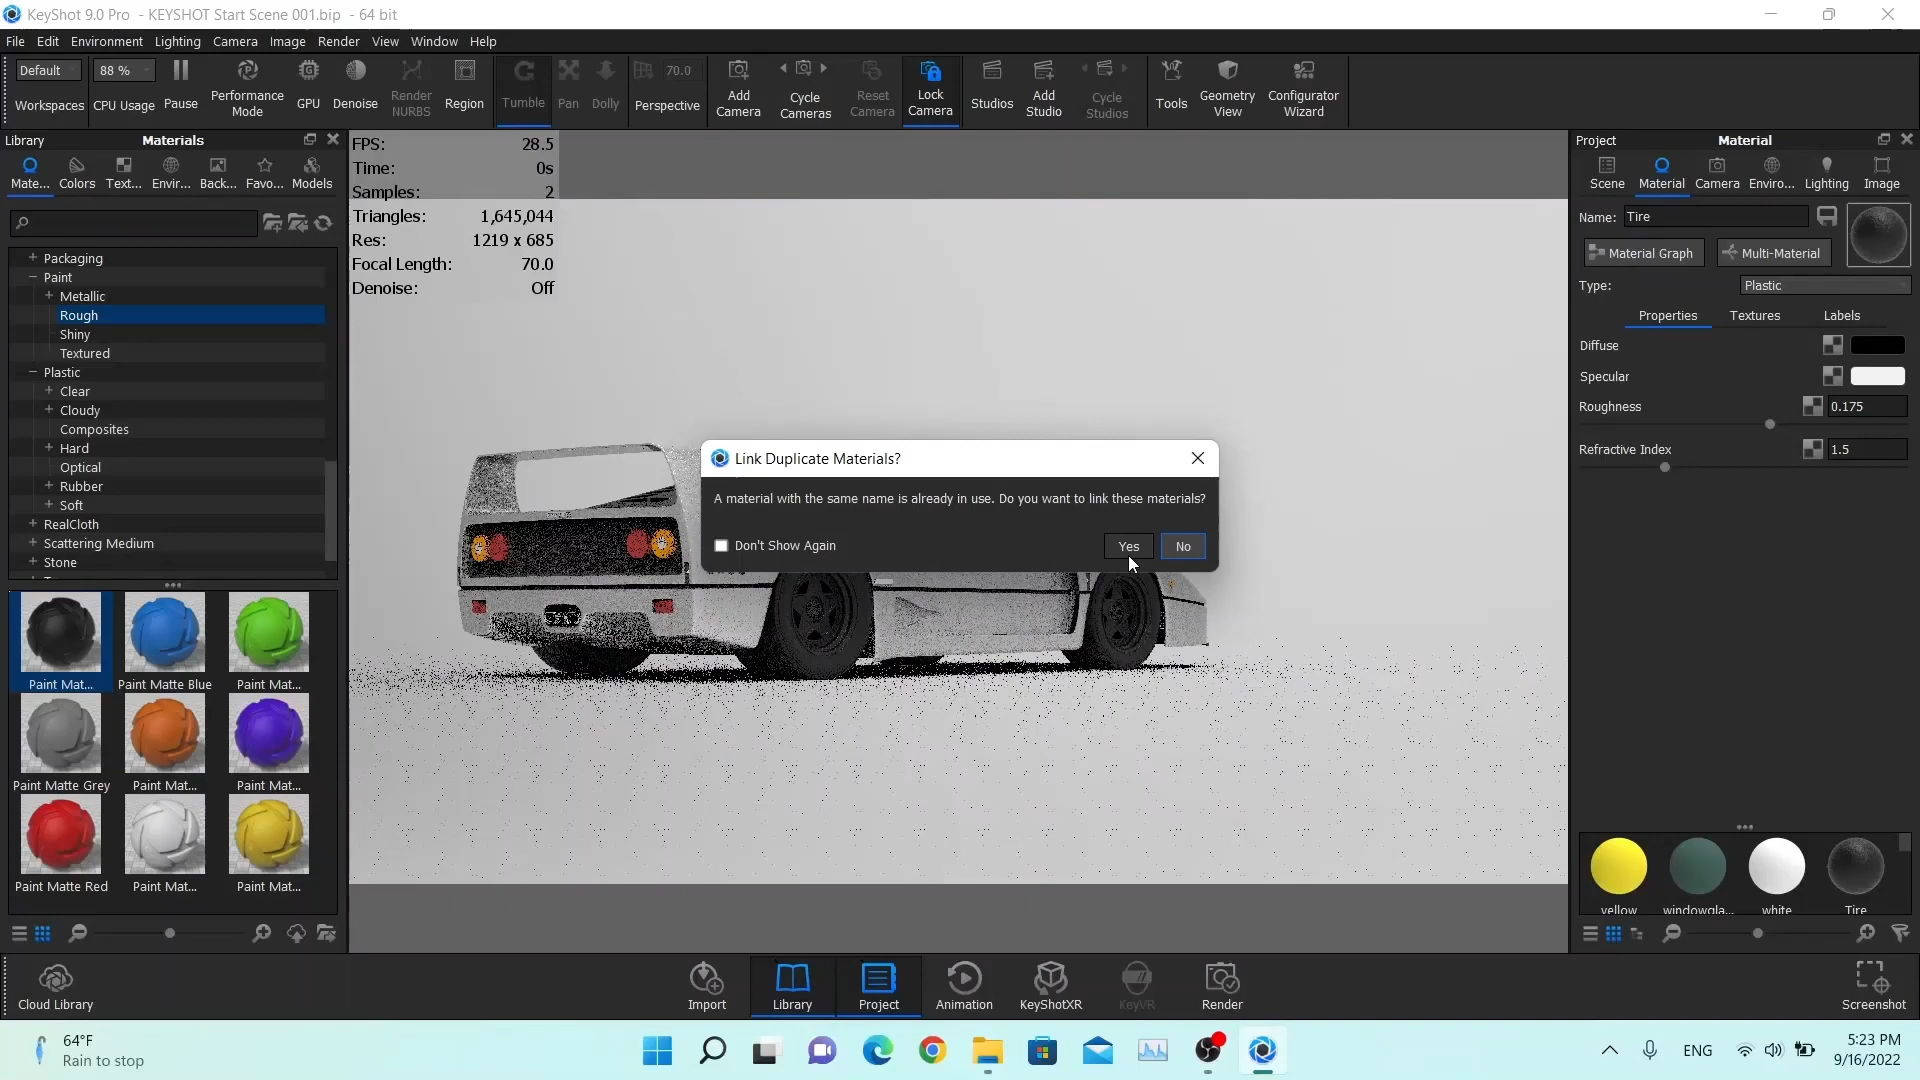 KeyShot 9.0 Pro - KEYSHOT Start Scene 001.bip - 64 bit
File Edit Environment Lighting Camera Image Render View Window Help
Default
Workspaces
88 %
CPU Usage
Pause
Performance Mode
GPU
Denoise
Render NURBS
Region
Tumble
Pan
Dolly
70.0
Perspective
Add Camera
Cycle Cameras
Reset Camera
Lock Camera
Studios
Add Studio
Cycle Studios
Tools
Geometry View
Configurator Wizard
Library
Materials
Mate... Colors Text... Envir... Back... Favo... Models
Packaging
Paint
Metallic
Rough
Shiny
Textured
Plastic
Clear
Cloudy
Composites
Hard
Optical
Rubber
Soft
RealCloth
Scattering Medium
Stone
Paint Mat... Paint Matte Blue Paint Mat...
Paint Matte Grey Paint Mat... Paint Mat...
Paint Matte Red Paint Mat... Paint Mat...
FPS: 28.5
Time: 0s
Samples: 2
Triangles: 1,645,044
Res: 1219 x 685
Focal Length: 70.0
Denoise: Off
Link Duplicate Materials?
A material with the same name is already in use. Do you want to link these materials?
Don't Show Again
Yes
No
Project
Material
Scene Material Camera Enviro... Lighting Image
Name: Tire
Material Graph
Multi-Material
Type: Plastic
Properties Textures Labels
Diffuse
Specular
Roughness 0.175
Refractive Index 1.5
yellow windowgla... white Tire
Cloud Library
Import
Library
Project
Animation
KeyShotXR
KeyVR
Render
Screenshot
64°F
Rain to stop
ENG
5:23 PM
9/16/2022